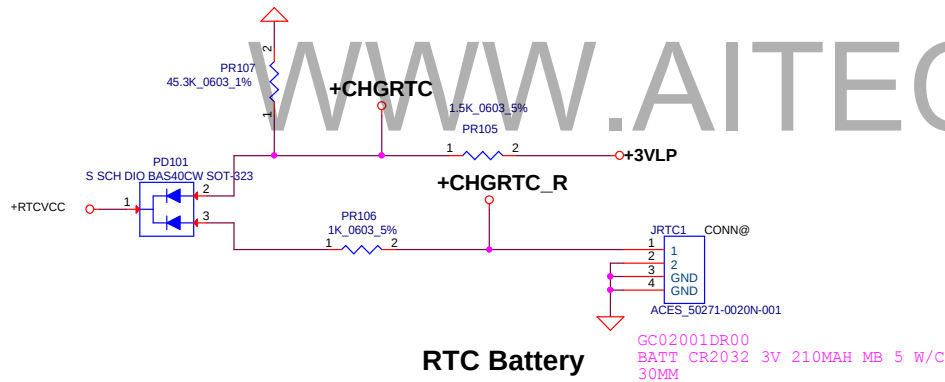 WWW.AITEC
2
PR107
45.3K_0603_1%
1
+CHGRTC
1.5K_0603_5%
PR105
1
2
+3VLP
PD101
S SCH DIO BAS40CW SOT-323
+CHGRTC_R
+RTCVCC
1
2
3
PR106
1K_0603_5%
1
2
JRTC1
CONN@
1
2
3
4
1
2
GND
GND
ACES_50271-0020N-001
RTC Battery
GC02001DR00
BATT CR2032 3V 210MAH MB 5 W/C
30MM